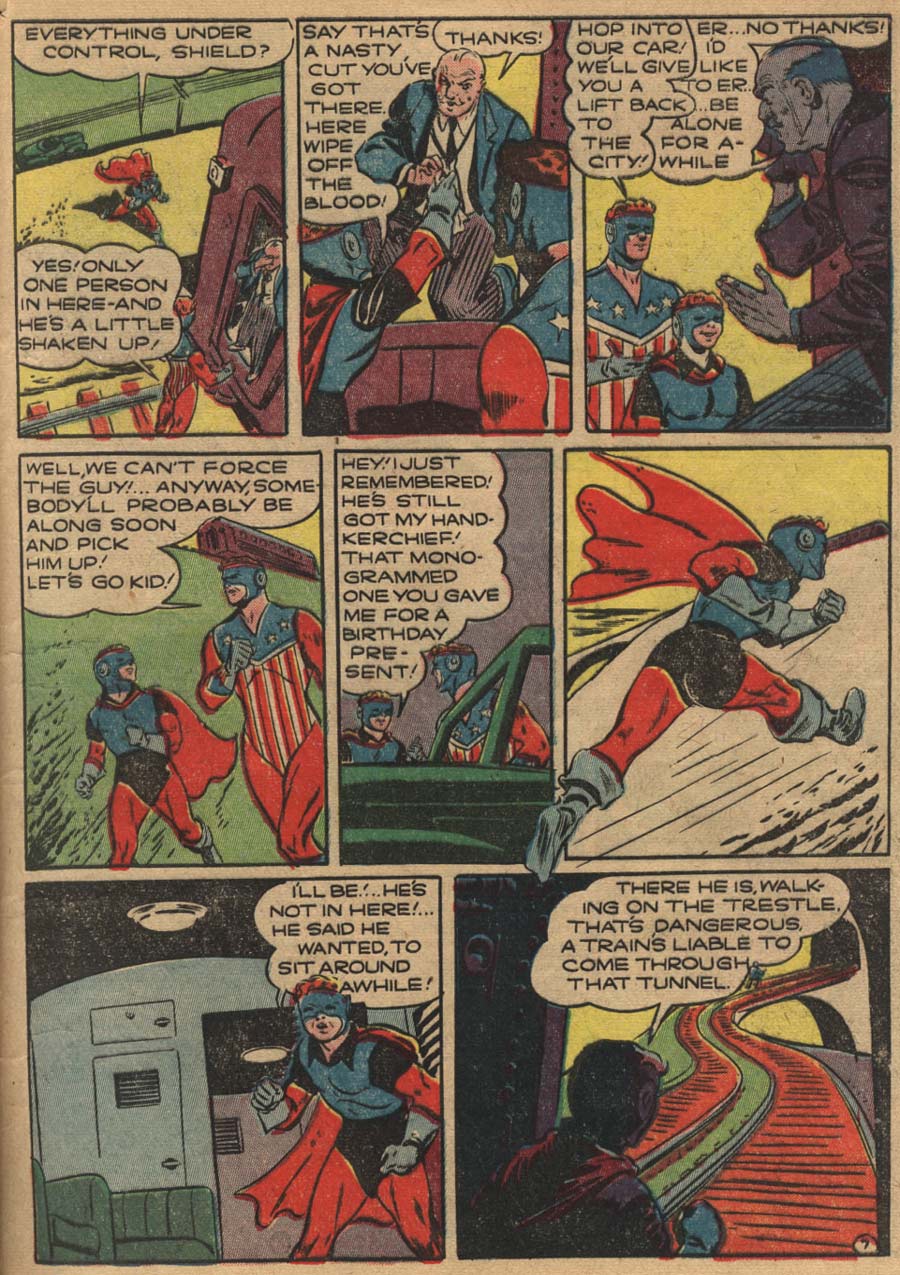 EVERYTHING UNDER
CONTROL, SHIELD?
YES! ONLY
ONE PERSON
IN HERE-AND
HE'S A LITTLE
SHAKEN UP!
SAY THAT'S
A NASTY
CUT YOU'VE
GOT
THERE.
HERE
WIPE
OFF
THE
BLOOD!
THANKS!
HOP INTO
OUR CAR!
WE'LL GIVE
YOU A
LIFT BACK
TO
THE
CITY!
ER...NO THANKS!
I'D
LIKE
TO ER..
..BE
ALONE
FOR A-
WHILE
WELL, WE CAN'T FORCE
THE GUY!... ANYWAY, SOME-
BODY'LL PROBABLY BE
ALONG SOON
AND PICK
HIM UP!
LET'S GO KID!
HEY! I JUST
REMEMBERED!
HE'S STILL
GOT MY HAND-
KERCHIEF!
THAT MONO-
GRAMMED
ONE YOU GAVE
ME FOR A
BIRTHDAY
PRE-
SENT!
I'LL BE!...HE'S
NOT IN HERE!...
HE SAID HE
WANTED, TO
SIT AROUND
AWHILE!
THERE HE IS, WALK-
ING ON THE TRESTLE.
THAT'S DANGEROUS,
A TRAIN'S LIABLE TO
COME THROUGH
THAT TUNNEL.
7